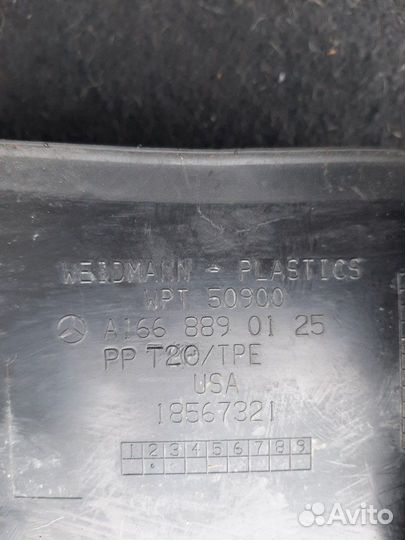 WEIDMANN - PLASTICS
WPT 50900
A166 889 01 25
PP T20/TPE
USA
18567321
1 2 3 4 5 6 7 8 9
Avito